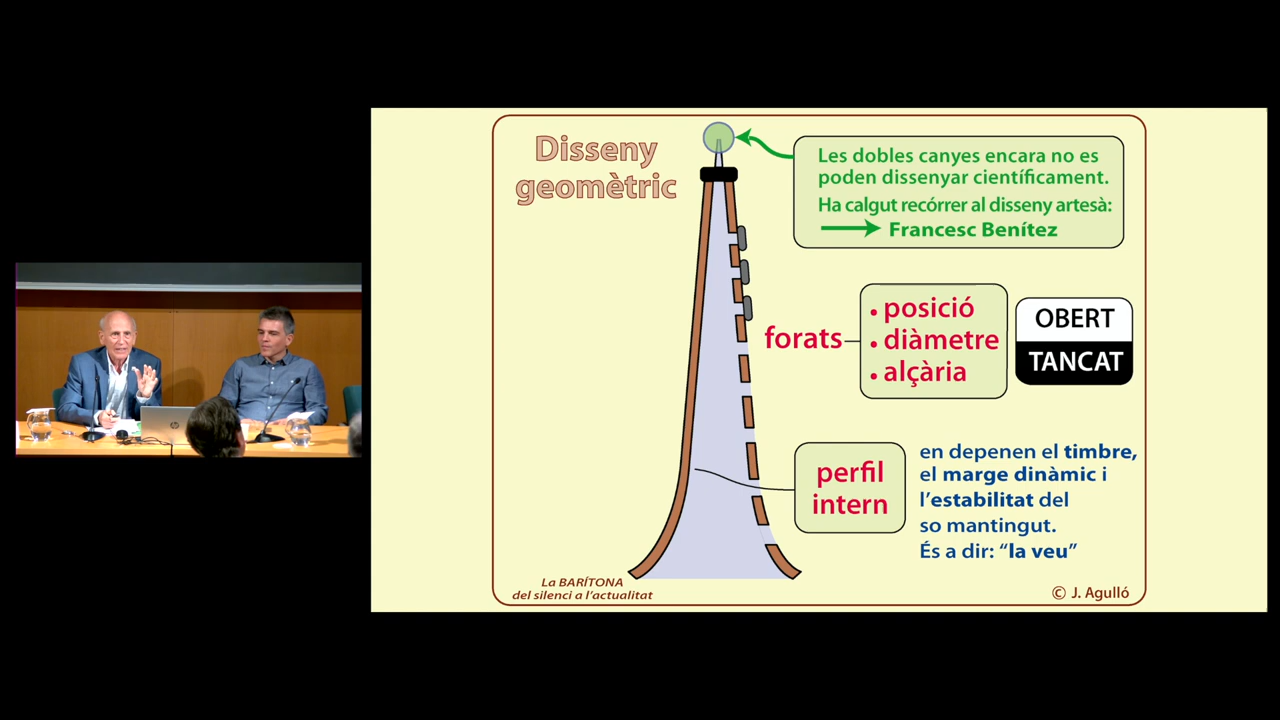 Disseny
geomètric
Les dobles canyes encara no es
poden dissenyar científicament.
Ha calgut recórrer al disseny artesà:
Francesc Benítez
forats
• posició
• diàmetre
• alçària
OBERT
TANCAT
perfil
intern
en depenen el timbre,
el marge dinàmic i
l'estabilitat del
so mantingut.
És a dir: "la veu"
La BARÍTONA
del silenci a l'actualitat
© J. Agulló
hp